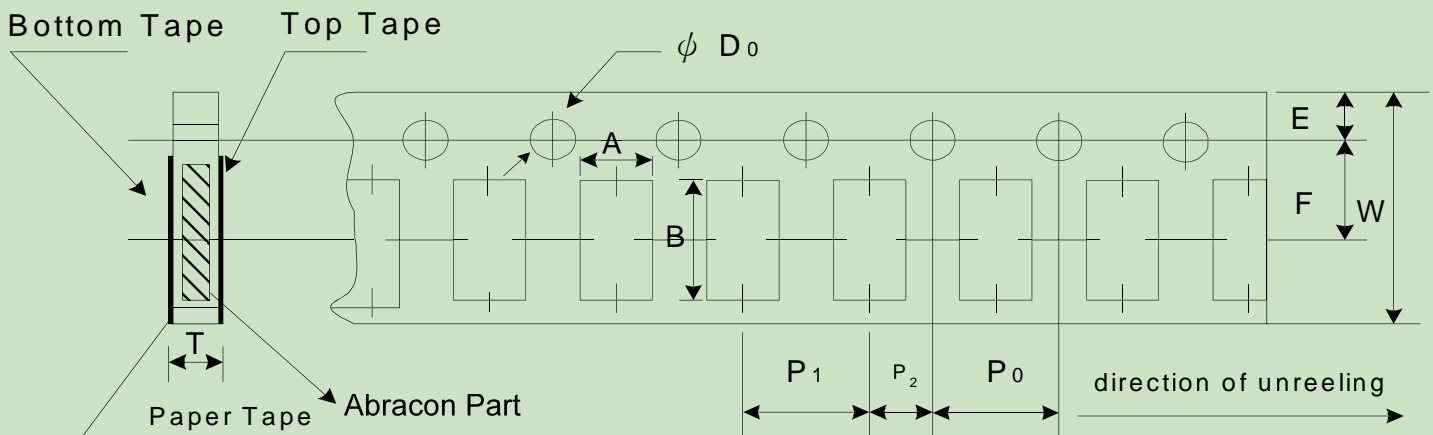 Bottom Tape
Top Tape
ϕ D0
E
A
F
W
B
T
P1
P2
P0
direction of unreeling
Paper Tape
Abracon Part